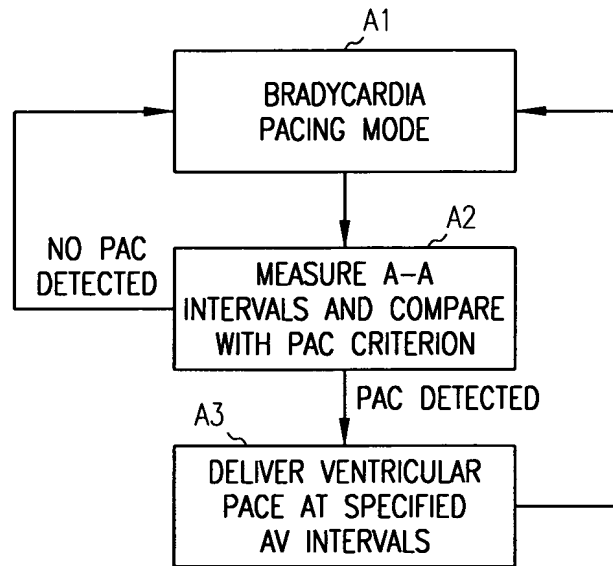 A1
BRADYCARDIA
PACING MODE
A2
NO PAC
DETECTED
MEASURE A-A
INTERVALS AND COMPARE
WITH PAC CRITERION
PAC DETECTED
A3
DELIVER VENTRICULAR
PACE AT SPECIFIED
AV INTERVALS